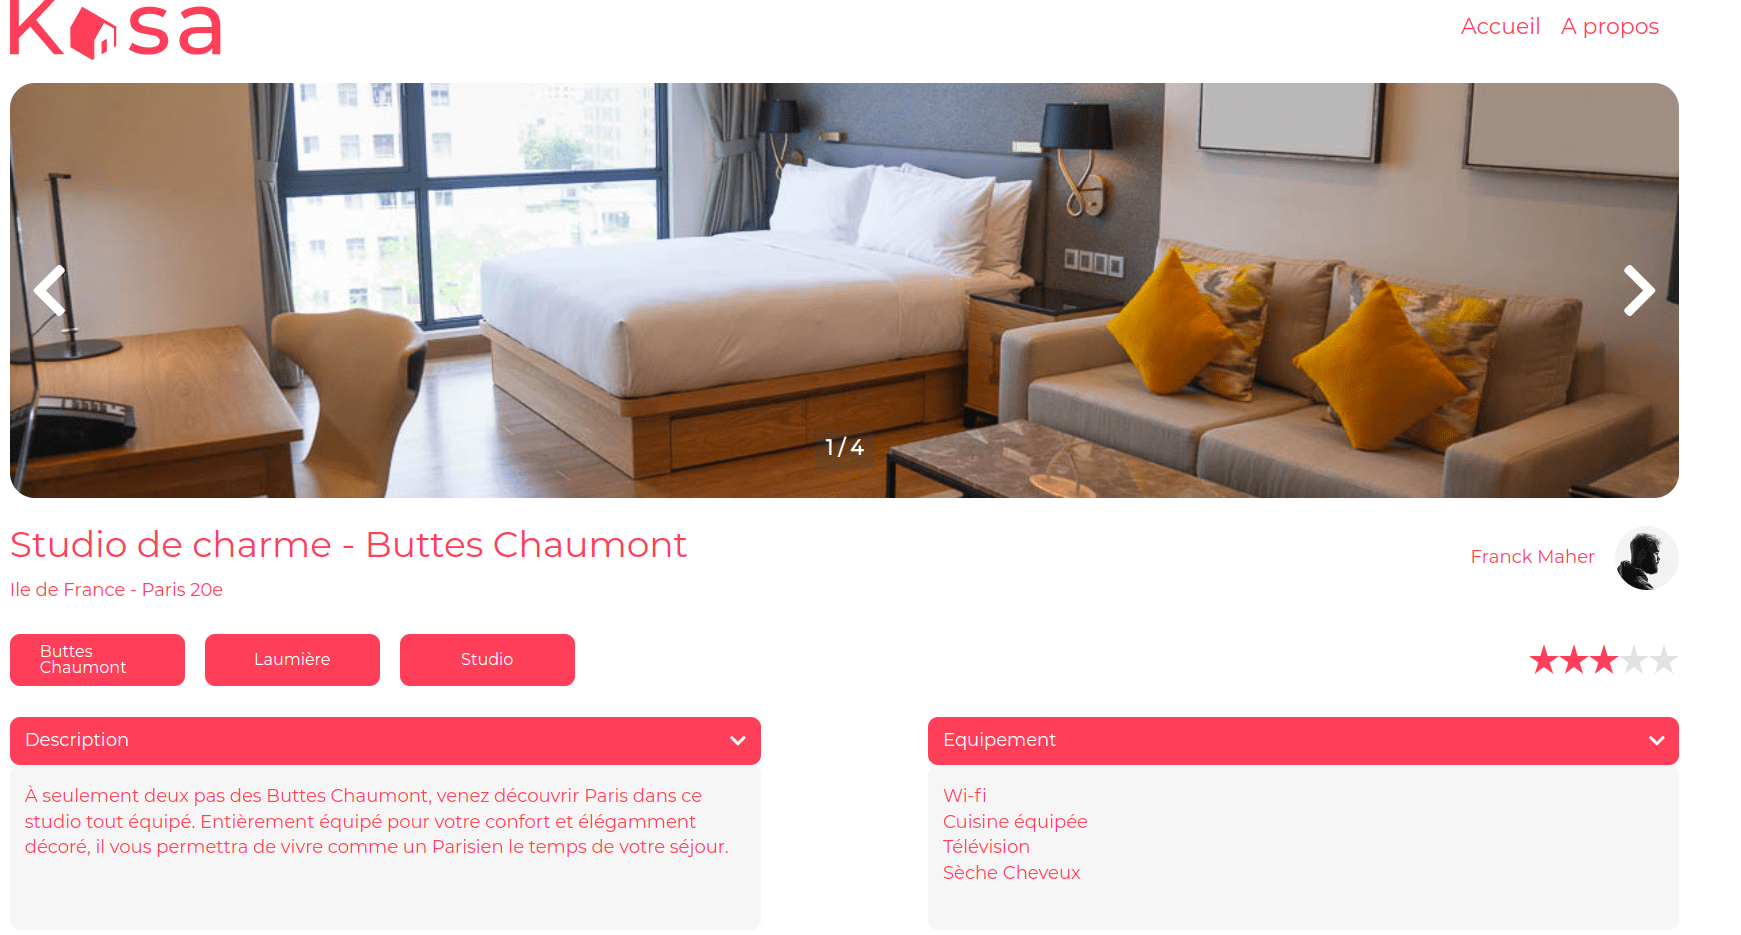 Kasa
Accueil A propos
1 / 4
Studio de charme - Buttes Chaumont
Franck Maher
Ile de France - Paris 20e
Buttes
Chaumont
Laumière
Studio
Description
À seulement deux pas des Buttes Chaumont, venez découvrir Paris dans ce
studio tout équipé. Entièrement équipé pour votre confort et élégamment
décoré, il vous permettra de vivre comme un Parisien le temps de votre séjour.
Equipement
Wi-fi
Cuisine équipée
Télévision
Sèche Cheveux